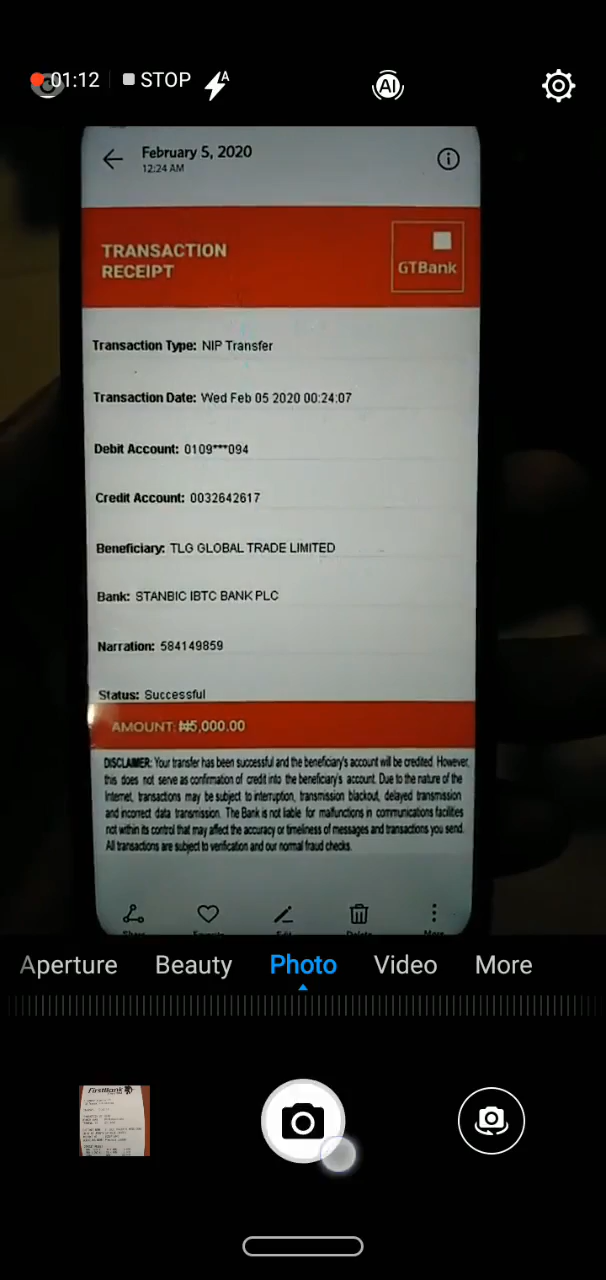 01:12 STOP A AI
February 5, 2020
12:24 AM
TRANSACTION
RECEIPT
GTBank
Transaction Type: NIP Transfer
Transaction Date: Wed Feb 05 2020 00:24:07
Debit Account: 0109***094
Credit Account: 0032642617
Beneficiary: TLG GLOBAL TRADE LIMITED
Bank: STANBIC IBTC BANK PLC
Narration: 584149859
Status: Successful
AMOUNT: ₦5,000.00
DISCLAIMER: Your transfer has been successful and the beneficiary's account will be credited. However,
this does not serve as confirmation of credit into the beneficiary's account. Due to the nature of the
Internet, transactions may be subject to interruption, transmission blackout, delayed transmission
and incorrect data transmission. The Bank is not liable for malfunctions in communications facilities
not within its control that may affect the accuracy or timeliness of messages and transactions you send.
All transactions are subject to verification and our normal fraud checks.
Aperture Beauty Photo Video More
FirstBank